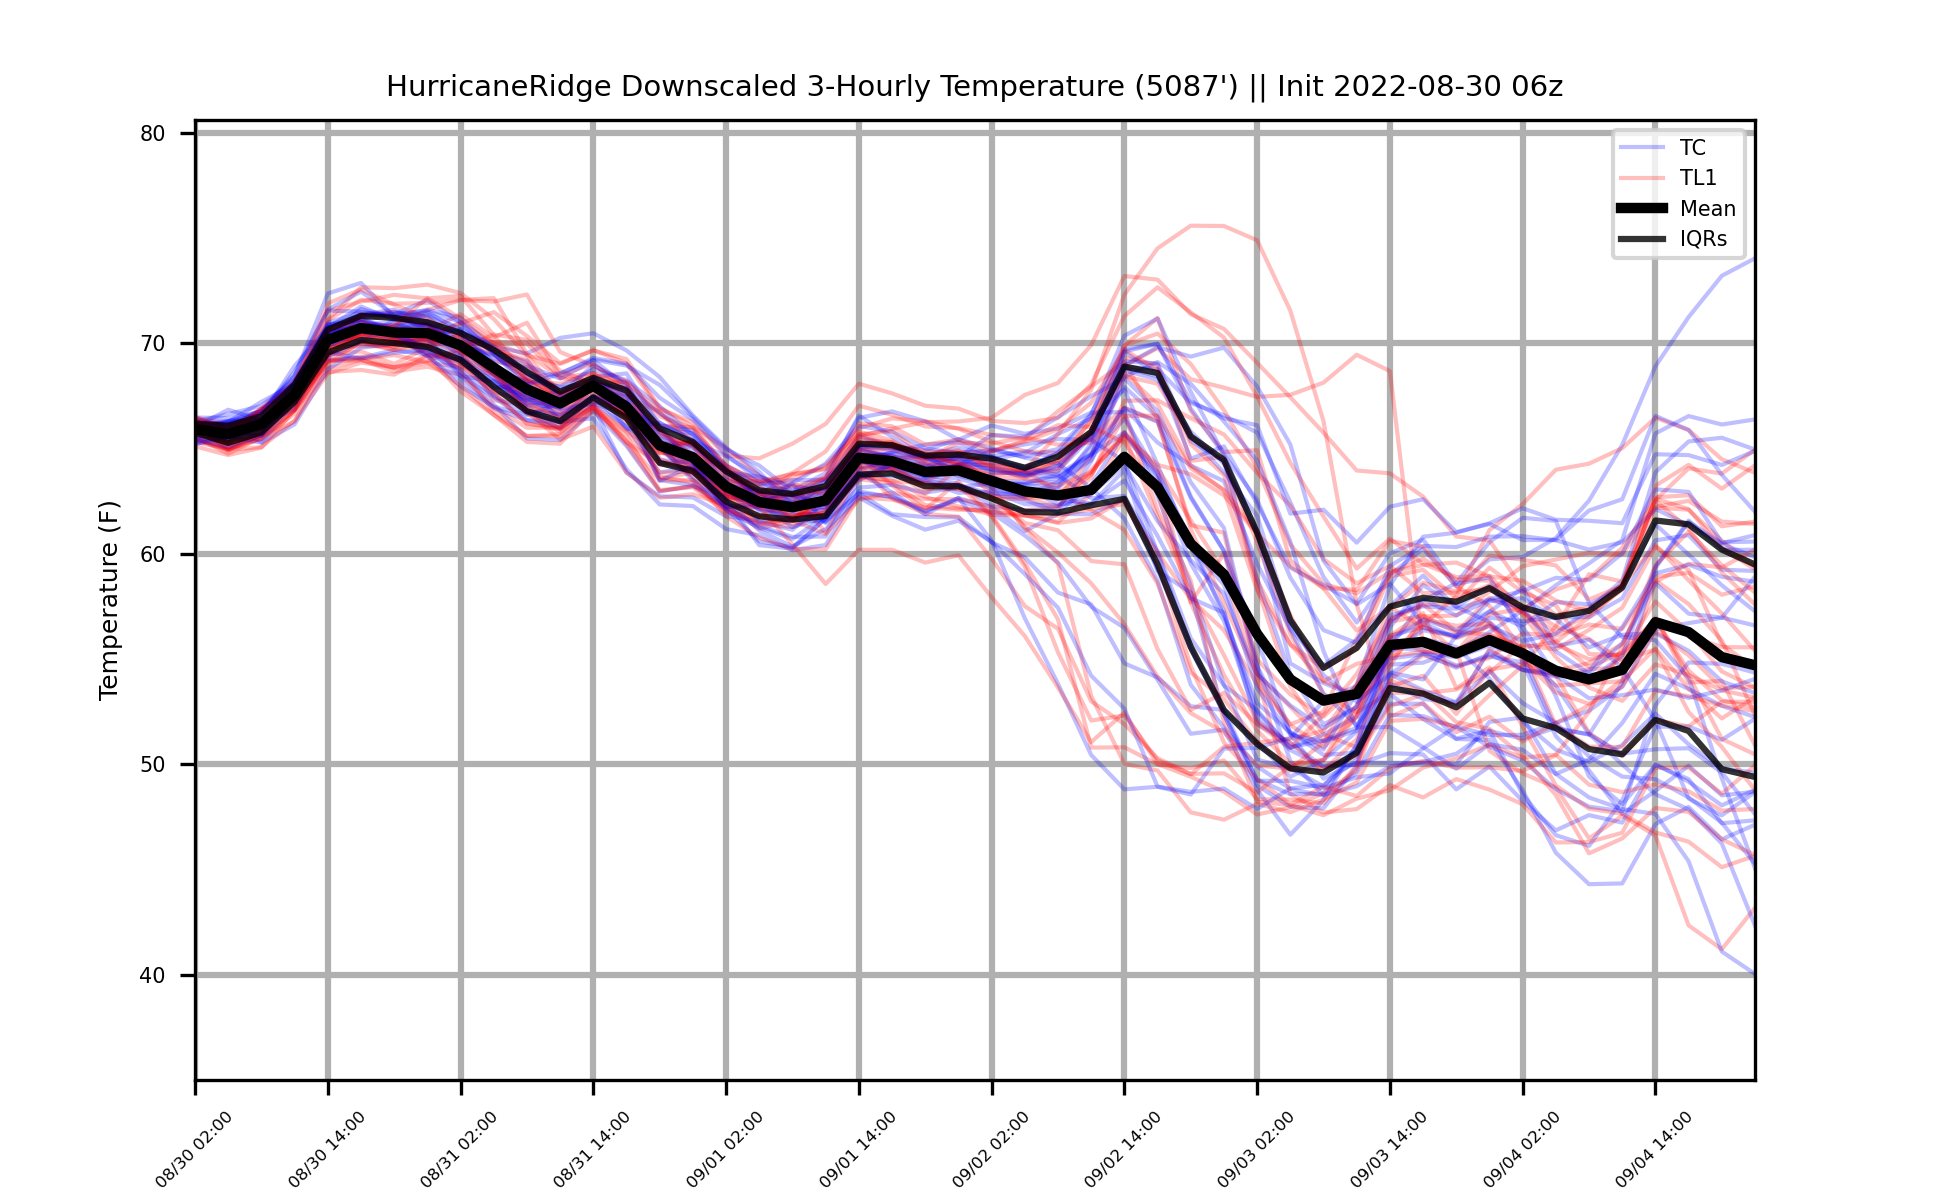 HurricaneRidge Downscaled 3-Hourly Temperature (5087') || Init 2022-08-30 06z
TC
TL1
Mean
IQRs
Temperature (F)
80
70
60
50
40
08/30 02:00
08/30 14:00
08/31 02:00
08/31 14:00
09/01 02:00
09/01 14:00
09/02 02:00
09/02 14:00
09/03 02:00
09/03 14:00
09/04 02:00
09/04 14:00